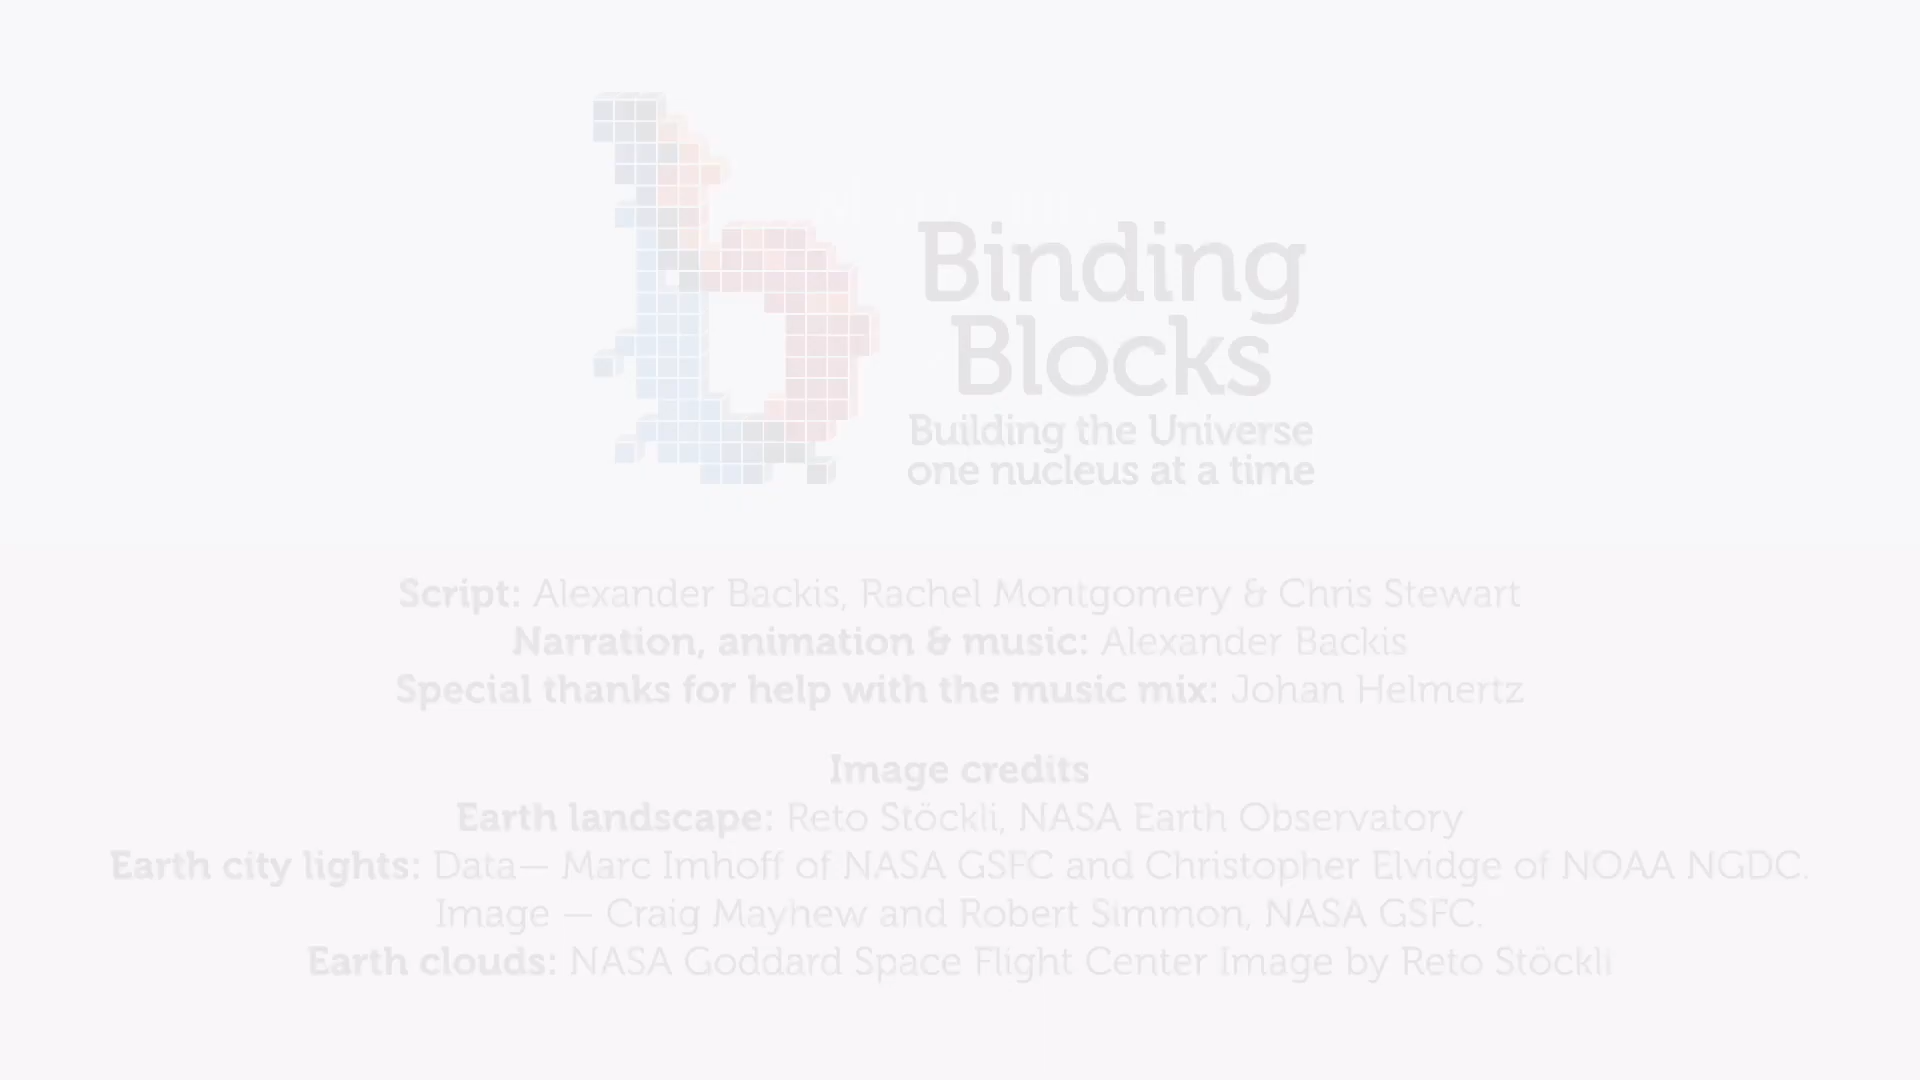 Binding
Blocks
Building the Universe
one nucleus at a time
Script: Alexander Backis, Rachel Montgomery & Chris Stewart
Narration, animation & music: Alexander Backis
Special thanks for help with the music mix: Johan Helmertz
Image credits
Earth landscape: Reto Stöckli, NASA Earth Observatory
Earth city lights: Data— Marc Imhoff of NASA GSFC and Christopher Elvidge of NOAA NGDC.
Image — Craig Mayhew and Robert Simmon, NASA GSFC.
Earth clouds: NASA Goddard Space Flight Center Image by Reto Stöckli